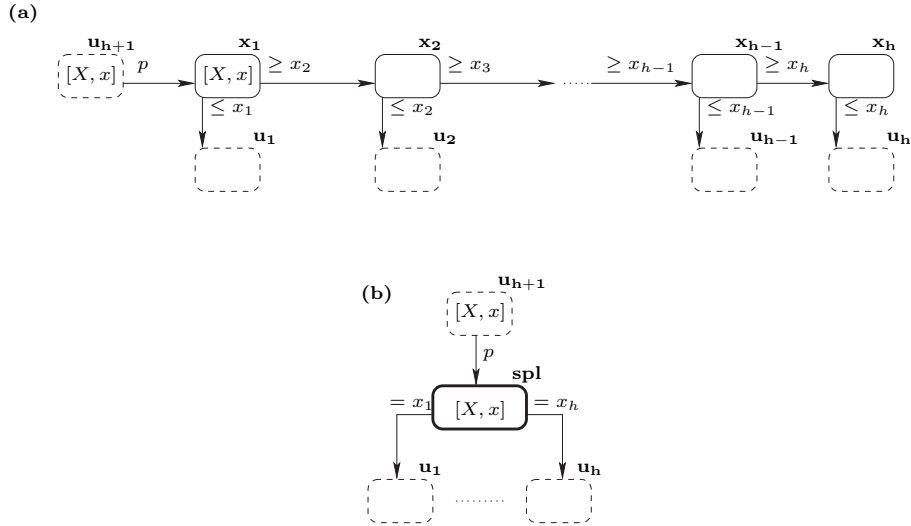 (a)
u_{h+1} x_1 x_2 x_{h−1} x_h
[X, x] p [X, x] ≥ x_2 ≥ x_3 ........ ≥ x_{h−1} ≥ x_h
≤ x_1 ≤ x_2 ≤ x_{h−1} ≤ x_h
u_1 u_2 u_{h−1} u_h
(b)
u_{h+1}
[X, x]
p
spl
= x_1 [X, x] = x_h
u_1 u_h
.........